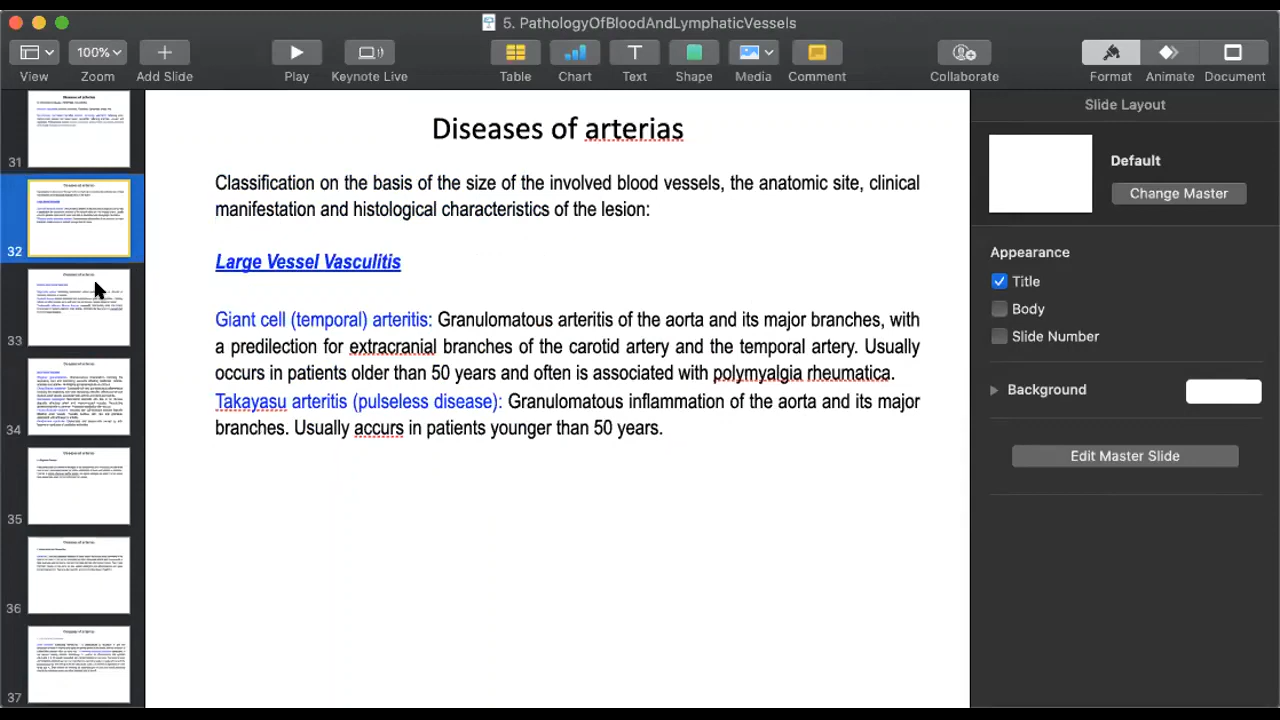 5. PathologyOfBloodAndLymphaticVessels
100%
View
Zoom
Add Slide
Play
Keynote Live
Table
Chart
Text
Shape
Media
Comment
Collaborate
Format
Animate
Document
31
32
33
34
35
36
37
Diseases of arterias
Classification on the basis of the size of the involved blood vessels, the anatomic site, clinical
manifestation and histological characteristics of the lesion:
Large Vessel Vasculitis
Giant cell (temporal) arteritis: Granulomatous arteritis of the aorta and its major branches, with
a predilection for extracranial branches of the carotid artery and the temporal artery. Usually
occurs in patients older than 50 years and often is associated with polymyalgia rheumatica.
Takayasu arteritis (pulseless disease): Granulomatous inflammation of the aorta and its major
branches. Usually accurs in patients younger than 50 years.
Slide Layout
Default
Change Master
Appearance
Title
Body
Slide Number
Background
Edit Master Slide